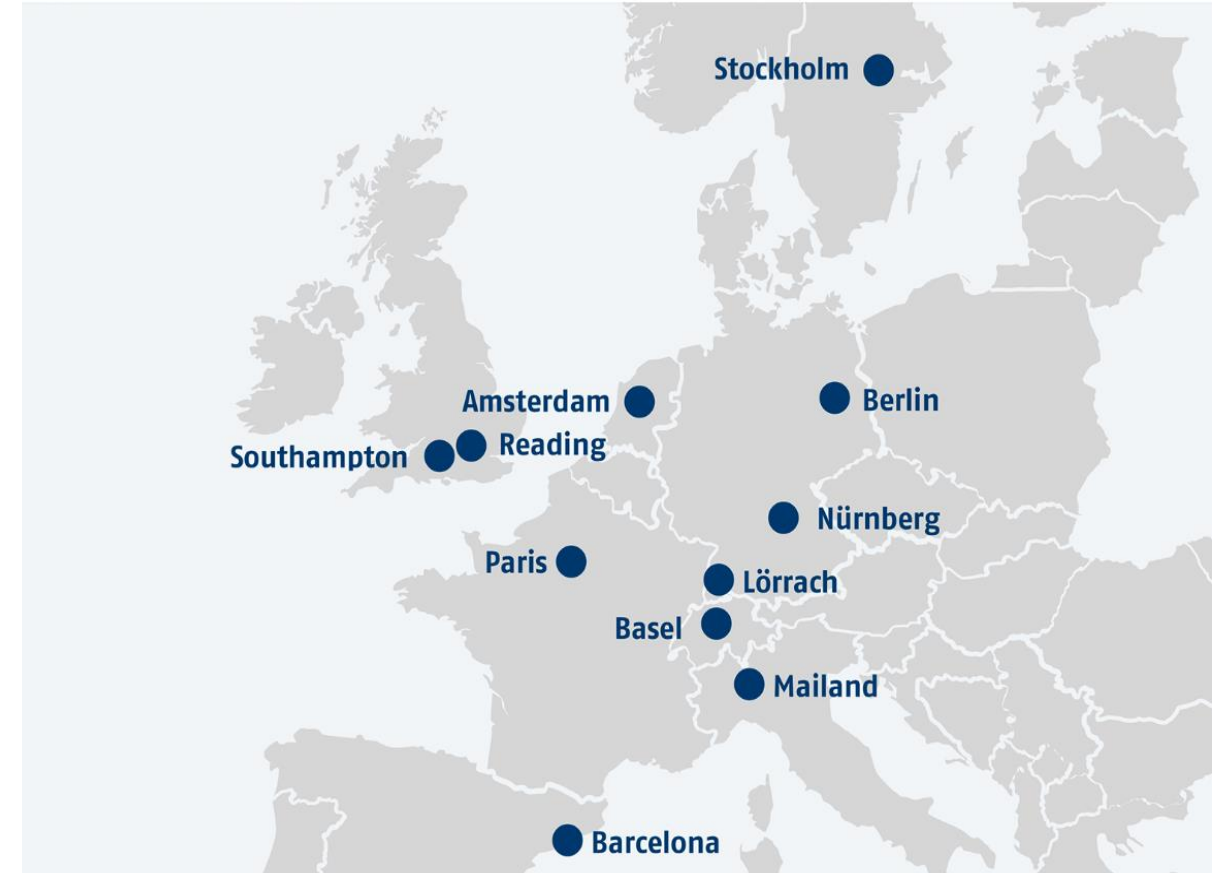 Stockholm
Amsterdam
Berlin
Southampton
Reading
Nürnberg
Paris
Lörrach
Basel
Mailand
Barcelona